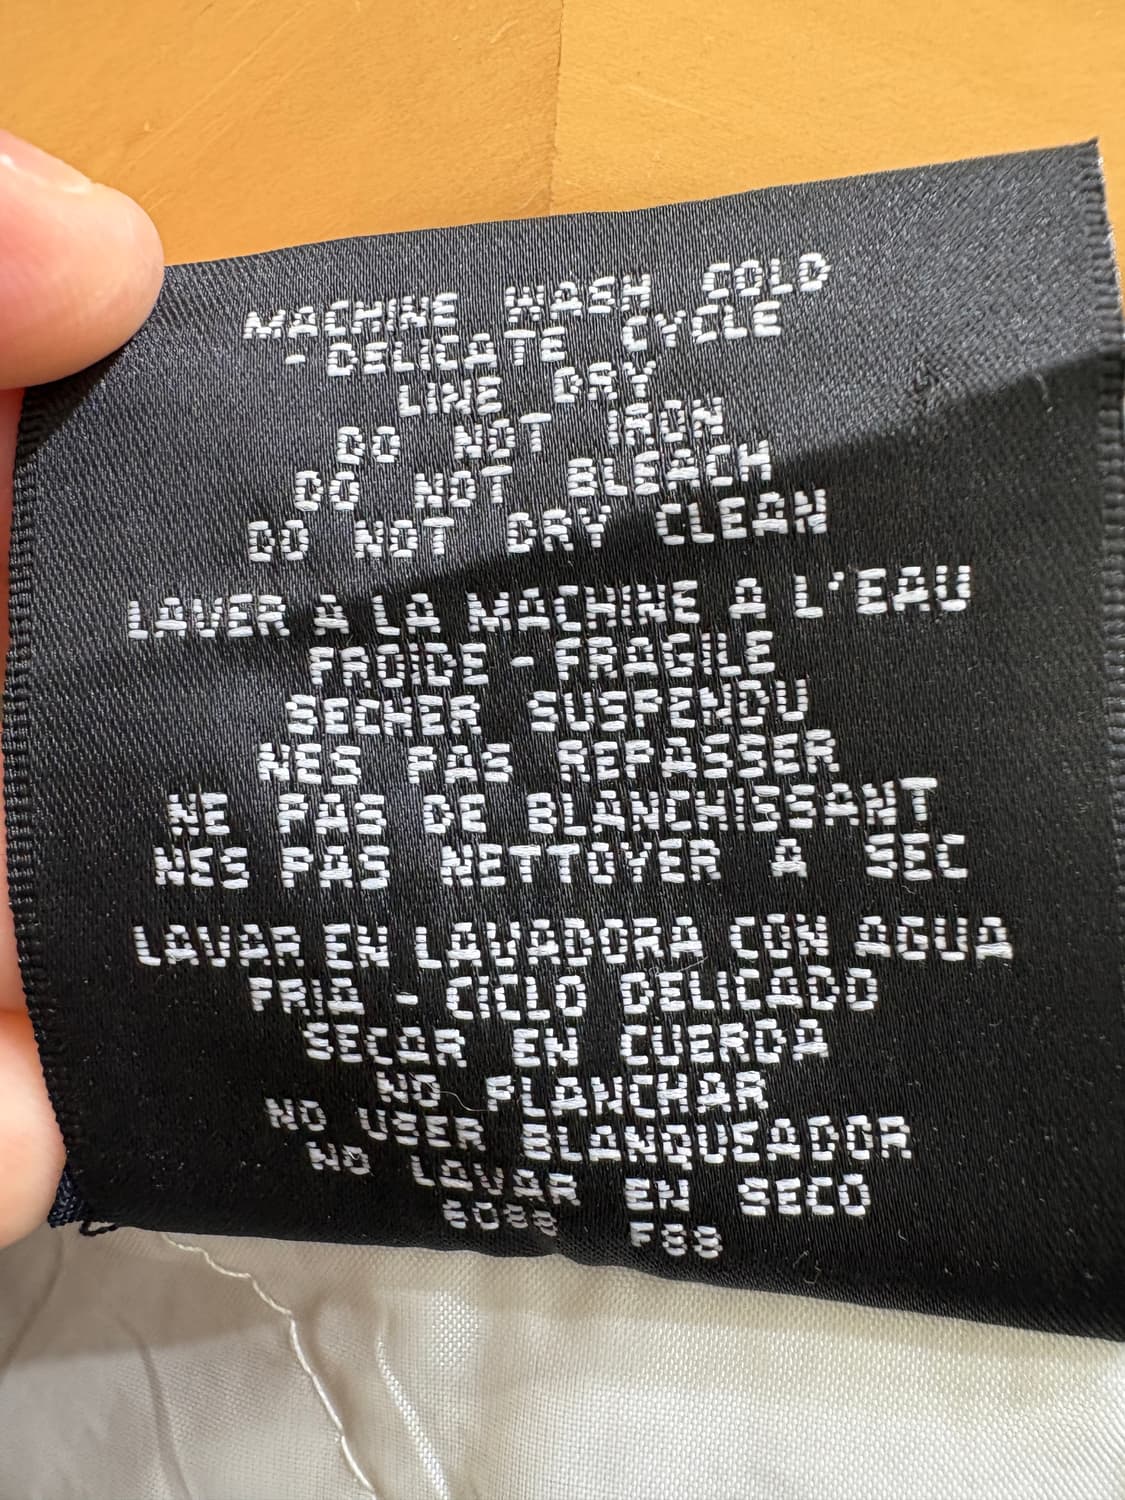 MACHINE WASH COLD
- DELICATE CYCLE
LINE DRY
DO NOT IRON
DO NOT BLEACH
DO NOT DRY CLEAN
LAVER A LA MACHINE A L'EAU
FROIDE - FRAGILE
SECHER SUSPENDU
NES PAS REPASSER
NE PAS DE BLANCHISSANT
NES PAS NETTOYER A SEC
LAVAR EN LAVADORA CON AGUA
FRIA - CICLO DELICADO
SECAR EN CUERDA
NO PLANCHAR
NO USER BLANQUEADOR
NO LAVAR EN SECO